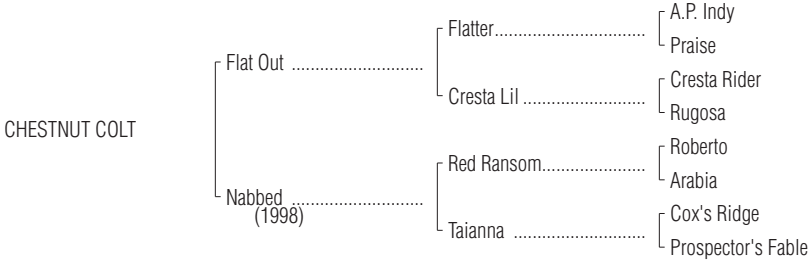 A.P. Indy
Flatter..................................
Praise
Flat Out ............................
Cresta Rider
Cresta Lil ..........................
Rugosa
CHESTNUT COLT
Roberto
Red Ransom......................
Arabia
Nabbed ............................
(1998)
Cox's Ridge
Taianna ............................
Prospector's Fable